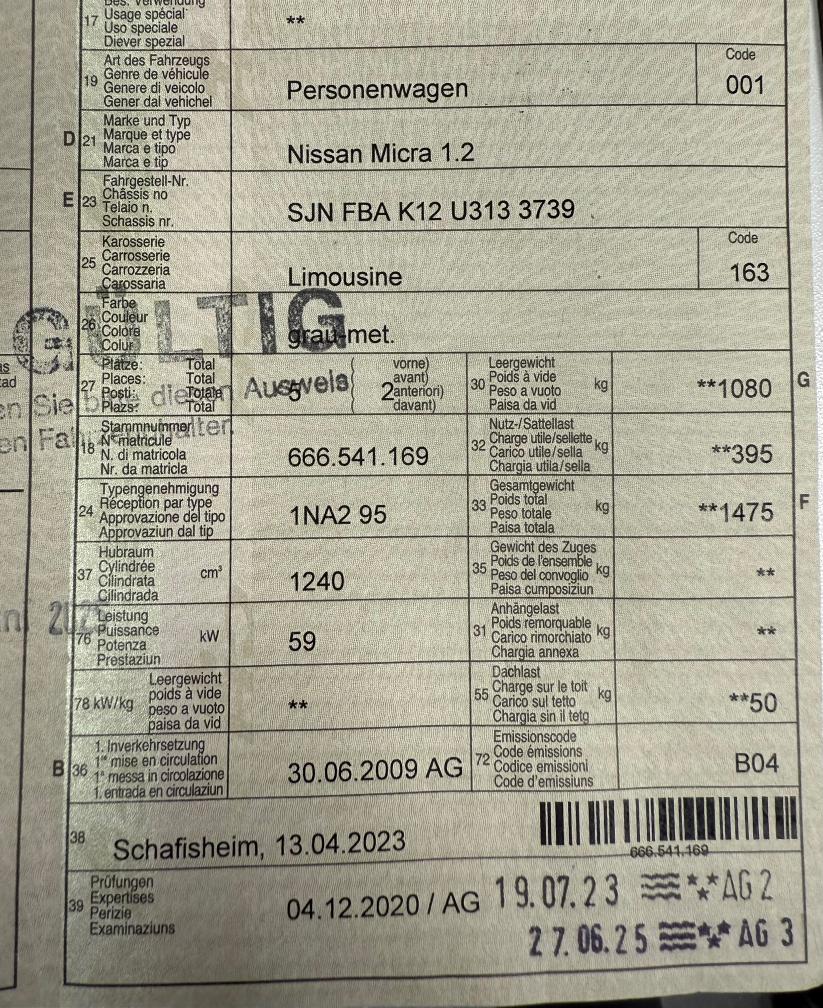 17 Usage spécial **
Uso speciale
Diever spezial
Art des Fahrzeugs Code
19 Genre de véhicule Personenwagen 001
Genere di veicolo
Gener dal vehichel
Marke und Typ
D 21 Marque et type Nissan Micra 1.2
Marca e tipo
Marca e tip
Fahrgestell-Nr.
E 23 Châssis no SJN FBA K12 U313 3739
Telaio n.
Schassis nr.
Karosserie Code
25 Carrosserie Limousine 163
Carrozzeria
Carossaria
GÜLTIG
Farbe
26 Couleur grau-met.
Colore
Colur
Plätze: Total vorne) Leergewicht
27 Places: Total 5 2 avant) 30 Poids à vide kg **1080 G
Posti: Totale anteriori) Peso a vuoto
Plazs: Total davant) Paisa da vid
en Sie bitte diesen Ausweis
Stammnummer Nutz-/Sattellast
18 N° matricule 666.541.169 32 Charge utile/sellette kg **395
N. di matricola Carico utile/sella
Nr. da matricla Chargia utila/sella
Typengenehmigung Gesamtgewicht
24 Réception par type 1NA2 95 33 Poids total kg **1475 F
Approvazione del tipo Peso totale
Approvaziun dal tip Paisa totala
Hubraum Gewicht des Zuges
37 Cylindrée cm³ 1240 35 Poids de l'ensemble kg **
Cilindrata Peso del convoglio
Cilindrada Paisa cumposiziun
Leistung Anhängelast
76 Puissance kW 59 31 Poids remorquable kg **
Potenza Carico rimorchiato
Prestaziun Chargia annexa
Leergewicht Dachlast
78 kW/kg poids à vide ** 55 Charge sur le toit kg **50
peso a vuoto Carico sul tetto
paisa da vid Chargia sin il tetg
1. Inverkehrsetzung Emissionscode
B 36 1re mise en circulation 30.06.2009 AG 72 Code émissions B04
1a messa in circolazione Codice emissioni
1. entrada en circulaziun Code d'emissiuns
38 Schafisheim, 13.04.2023
666.541.169
Prüfungen
39 Expertises 04.12.2020 / AG 19.07.23 AG 2
Perizie
Examinaziuns 27.06.25 AG 3